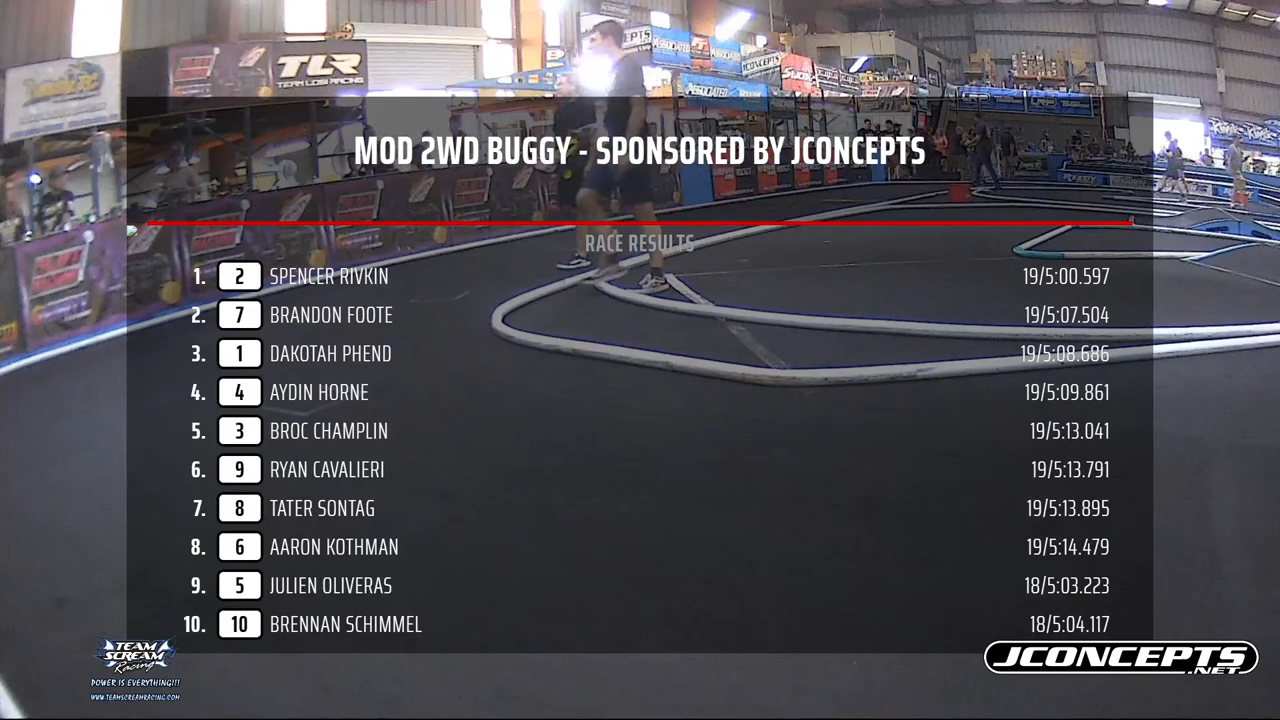 TLR
TEAM LOSI RACING
MOD 2WD BUGGY - SPONSORED BY JCONCEPTS
RACE RESULTS
1. 2 SPENCER RIVKIN 19/5:00.597
2. 7 BRANDON FOOTE 19/5:07.504
3. 1 DAKOTAH PHEND 19/5:08.686
4. 4 AYDIN HORNE 19/5:09.861
5. 3 BROC CHAMPLIN 19/5:13.041
6. 9 RYAN CAVALIERI 19/5:13.791
7. 8 TATER SONTAG 19/5:13.895
8. 6 AARON KOTHMAN 19/5:14.479
9. 5 JULIEN OLIVERAS 18/5:03.223
10. 10 BRENNAN SCHIMMEL 18/5:04.117
TEAM
SCREAM
Racing
POWER IS EVERYTHING!!!
WWW.TEAMSCREAMRACING.COM
JCONCEPTS
.NET